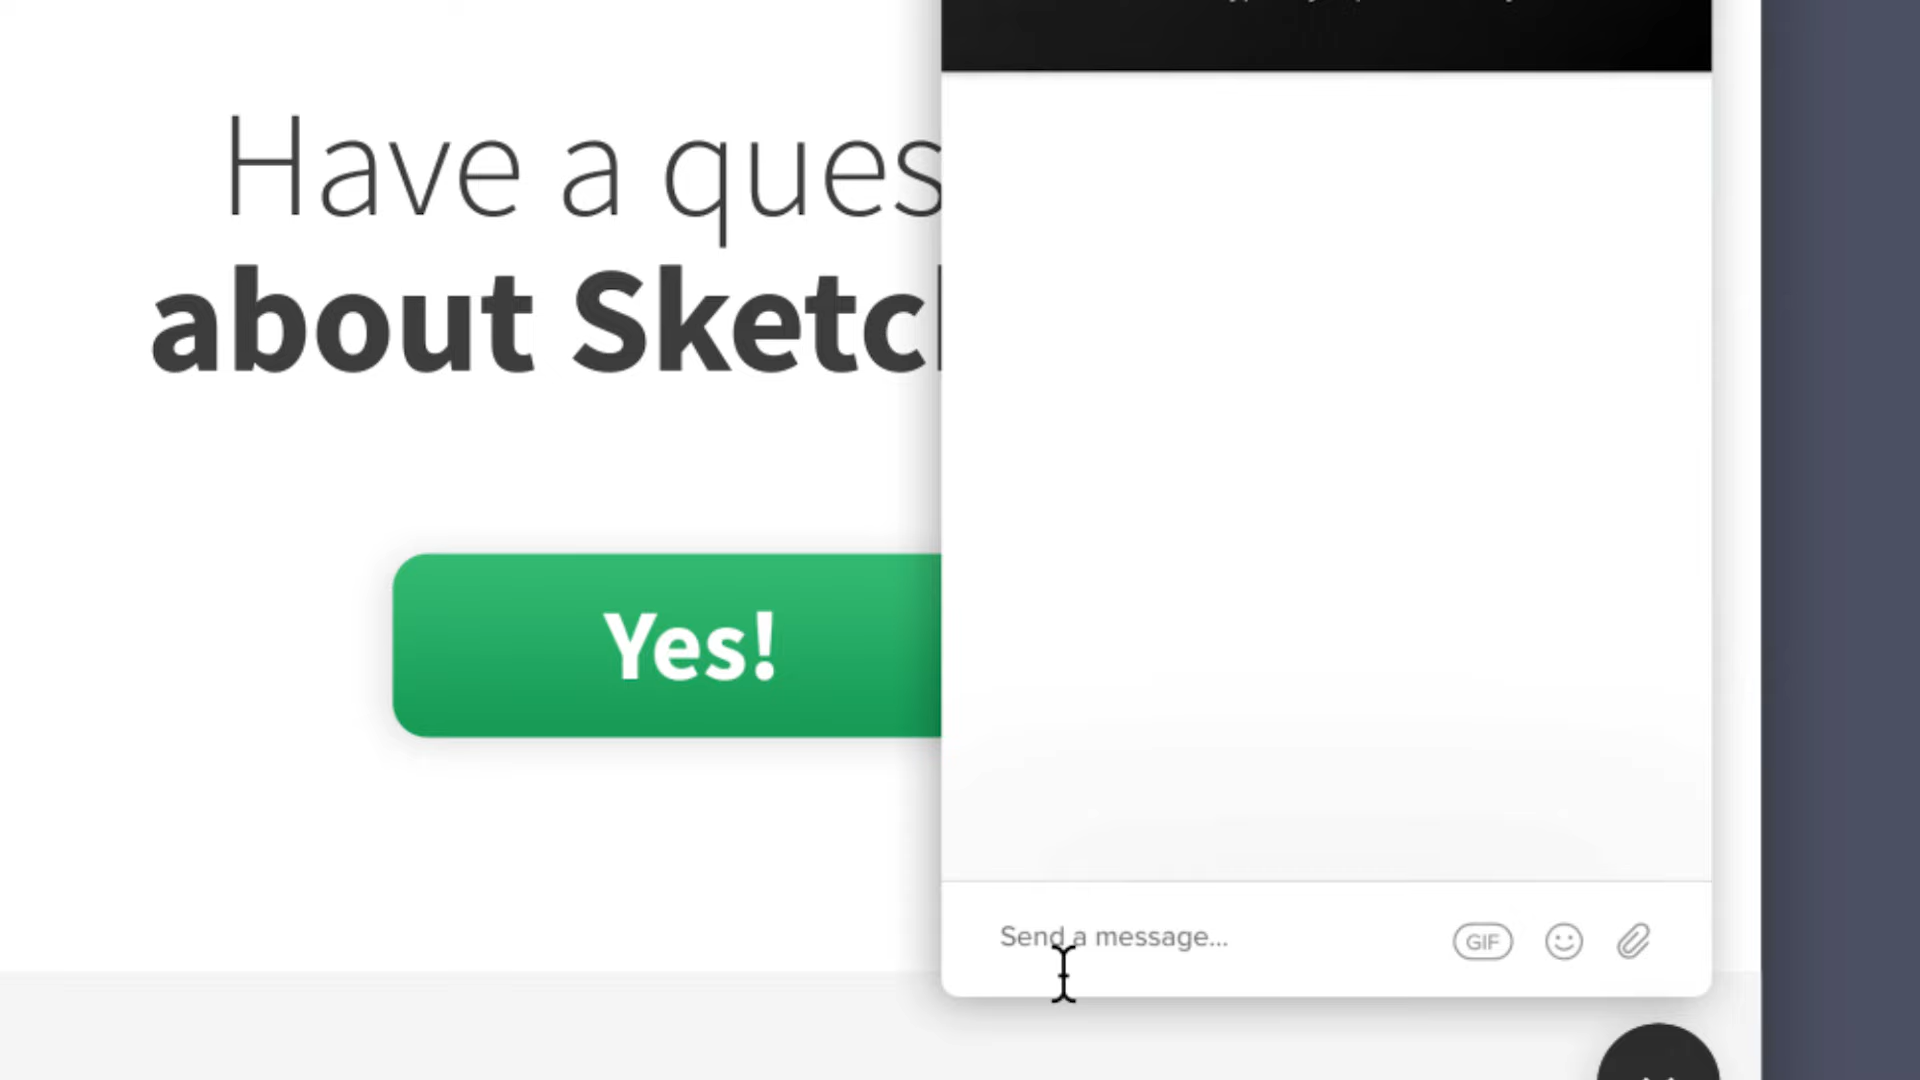 Have a ques
about Sketc
Yes!
Send a message...
GIF